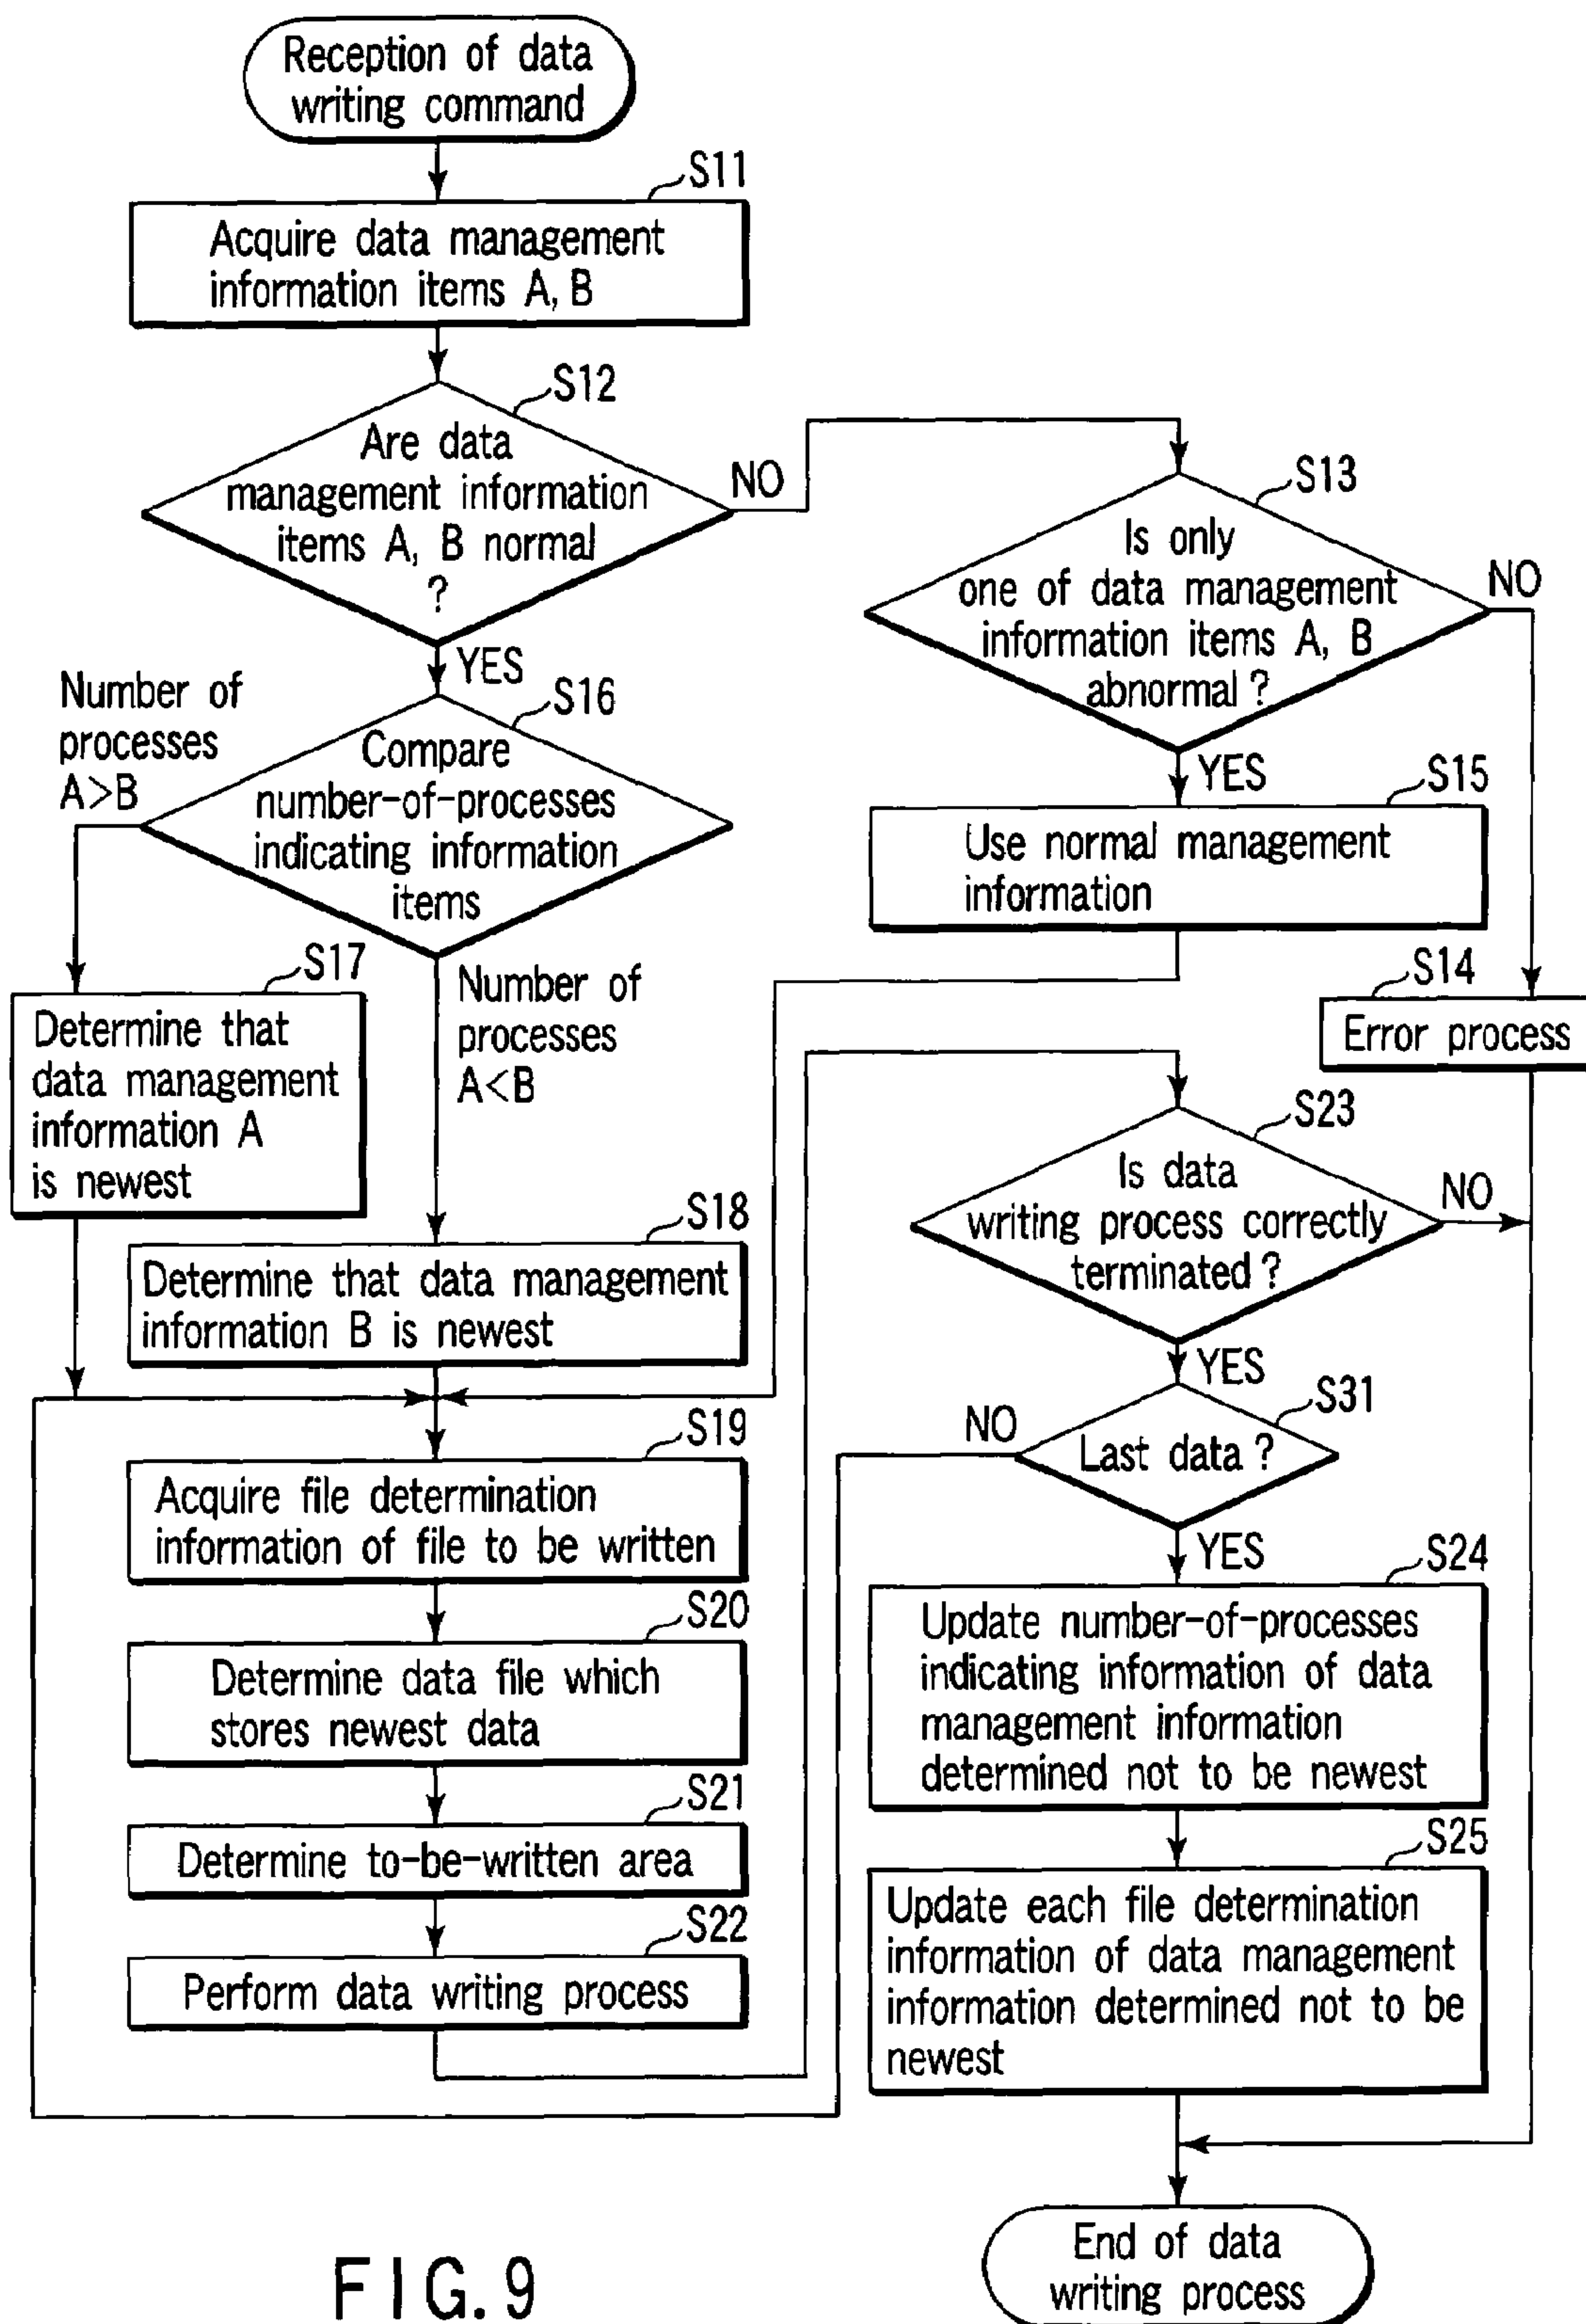 Reception of data
writing command
S11
Acquire data management
information items A, B
S12
Are data
management information
items A, B normal
?
NO
YES
S13
Is only
one of data management
information items A, B
abnormal ?
NO
YES
S16
Compare
number-of-processes
indicating information
items
Number of
processes
A>B
Number of
processes
A<B
S15
Use normal management
information
S14
Error process
S17
Determine that
data management
information A
is newest
S18
Determine that data management
information B is newest
S19
Acquire file determination
information of file to be written
S20
Determine data file which
stores newest data
S21
Determine to-be-written area
S22
Perform data writing process
S23
Is data
writing process correctly
terminated ?
NO
YES
S31
Last data ?
NO
YES
S24
Update number-of-processes
indicating information of data
management information
determined not to be newest
S25
Update each file determination
information of data management
information determined not to be
newest
End of data
writing process
FIG. 9